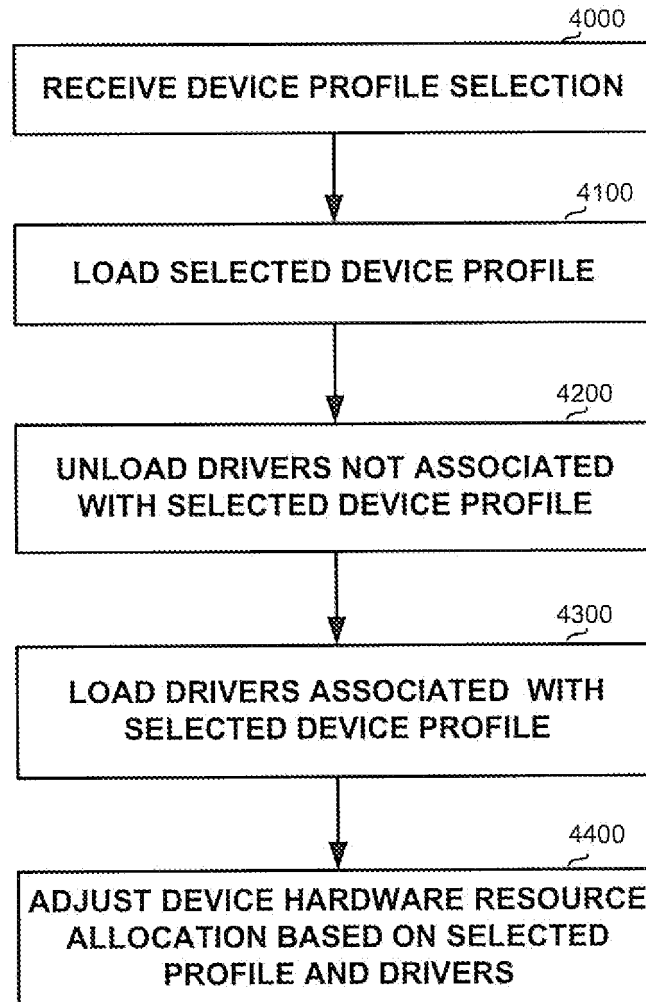 4000
RECEIVE DEVICE PROFILE SELECTION
4100
LOAD SELECTED DEVICE PROFILE
4200
UNLOAD DRIVERS NOT ASSOCIATED
WITH SELECTED DEVICE PROFILE
4300
LOAD DRIVERS ASSOCIATED WITH
SELECTED DEVICE PROFILE
4400
ADJUST DEVICE HARDWARE RESOURCE
ALLOCATION BASED ON SELECTED
PROFILE AND DRIVERS